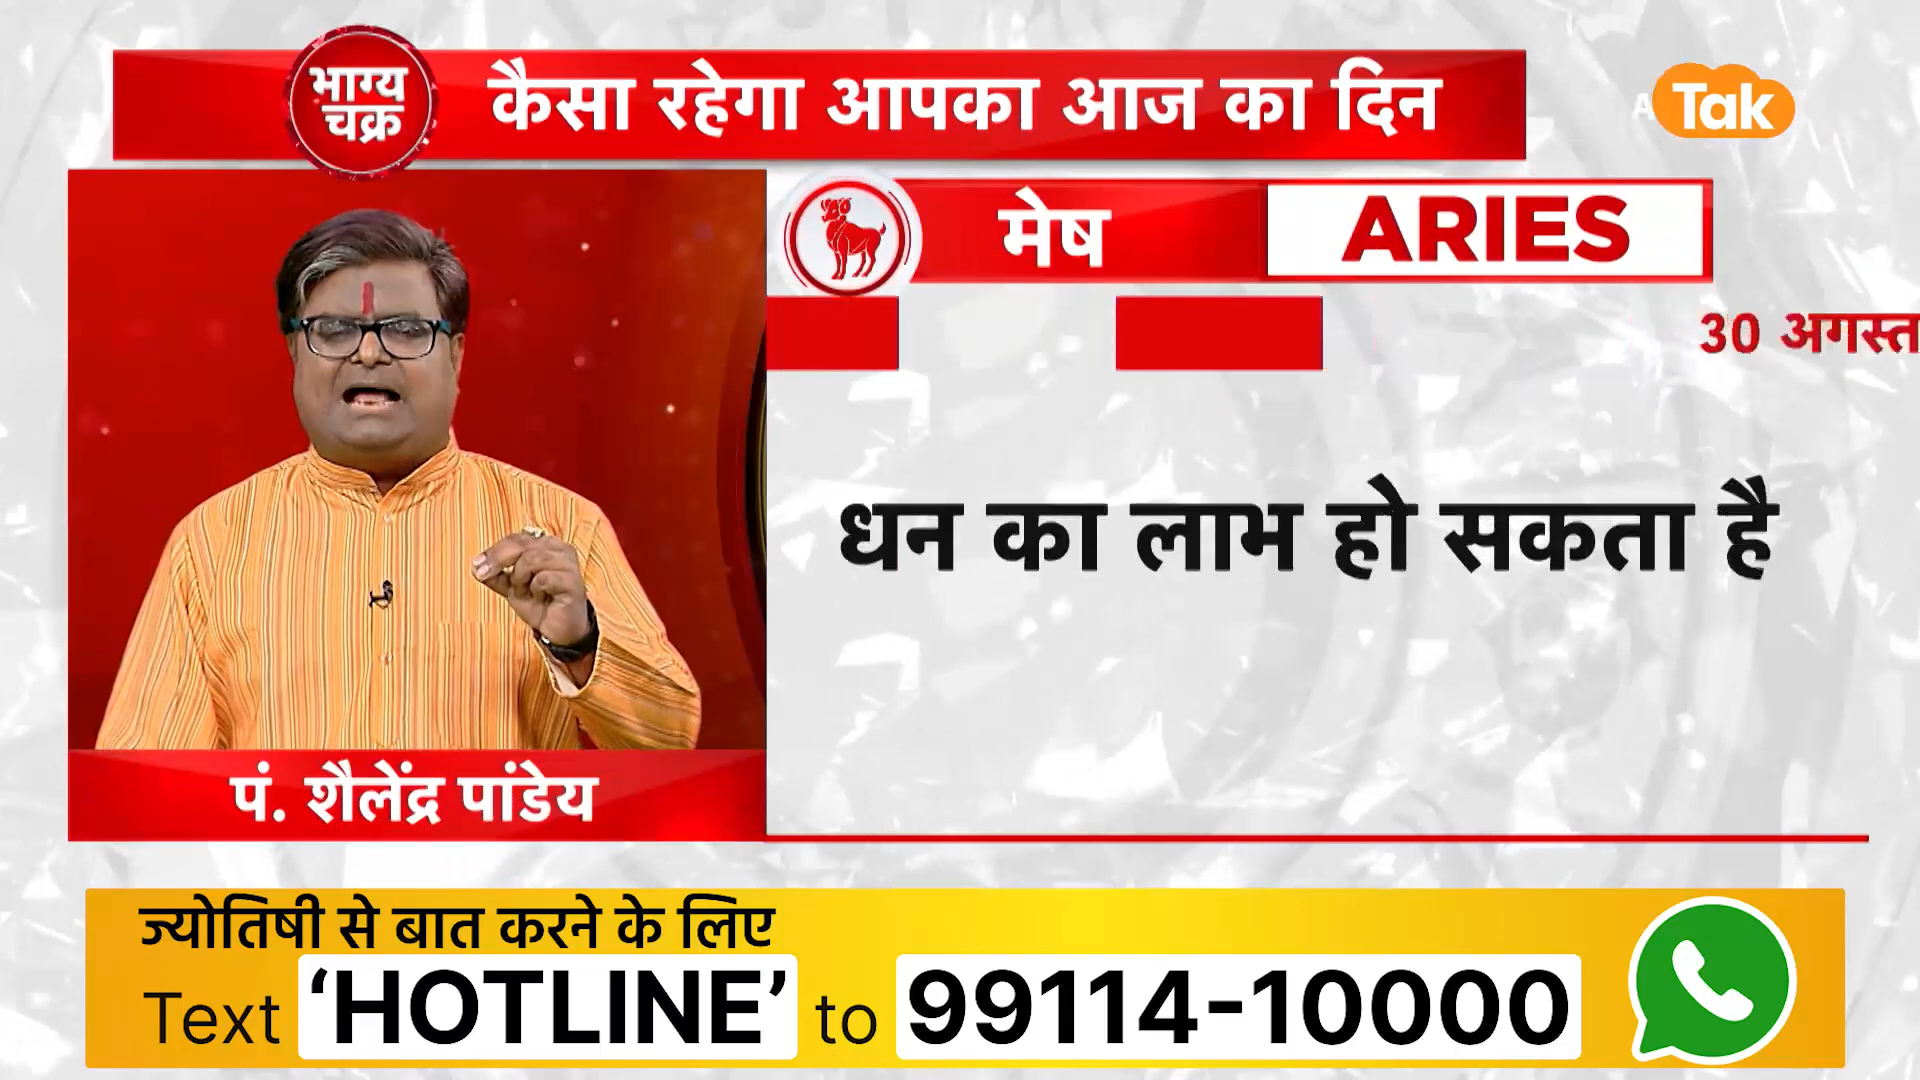 भाग्य चक्र
कैसा रहेगा आपका आज का दिन
Tak
मेष
ARIES
30 अगस्त
धन का लाभ हो सकता है
पं. शैलेंद्र पांडेय
ज्योतिषी से बात करने के लिए
Text ‘HOTLINE’ to 99114-10000